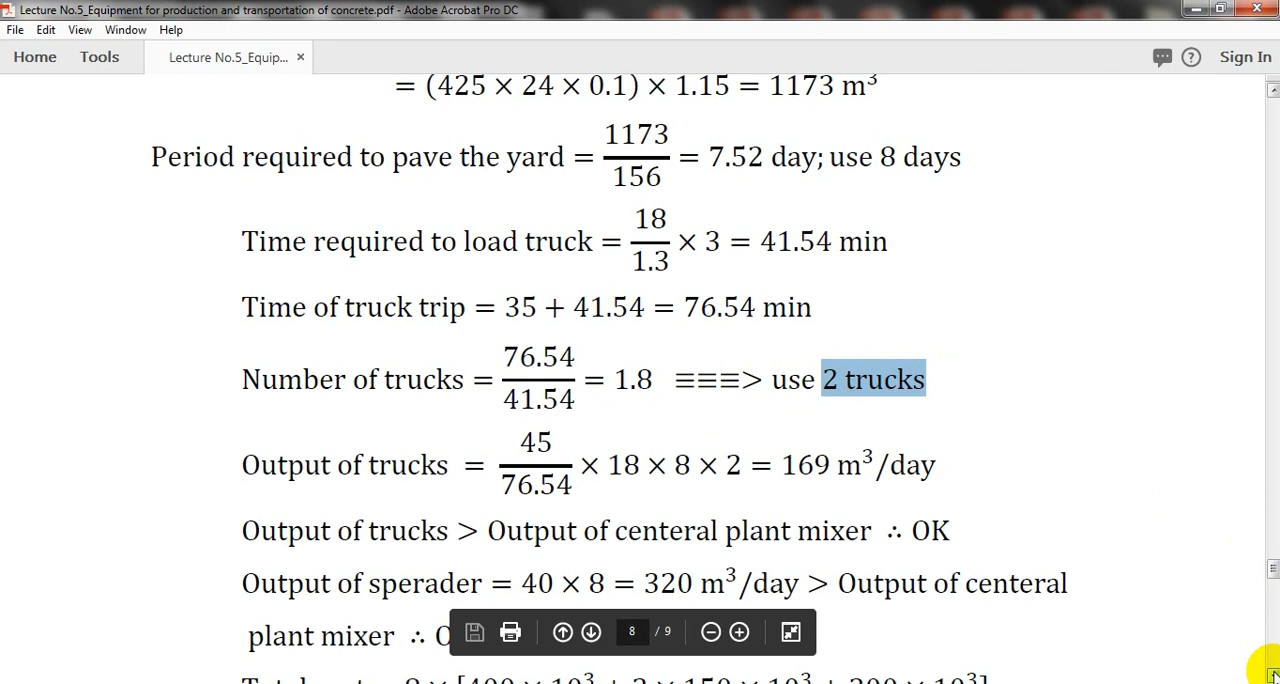 Lecture No.5_Equipment for production and transportation of concrete.pdf - Adobe Acrobat Pro DC
File Edit View Window Help
Home Tools Lecture No.5_Equip... × Sign In
= (425 × 24 × 0.1) × 1.15 = 1173 m³
Period required to pave the yard = 1173/156 = 7.52 day; use 8 days
Time required to load truck = 18/1.3 × 3 = 41.54 min
Time of truck trip = 35 + 41.54 = 76.54 min
Number of trucks = 76.54/41.54 = 1.8 ≡≡≡> use 2 trucks
Output of trucks = 45/76.54 × 18 × 8 × 2 = 169 m³/day
Output of trucks > Output of centeral plant mixer ∴ OK
Output of sperader = 40 × 8 = 320 m³/day > Output of centeral
plant mixer ∴ O
8 / 9